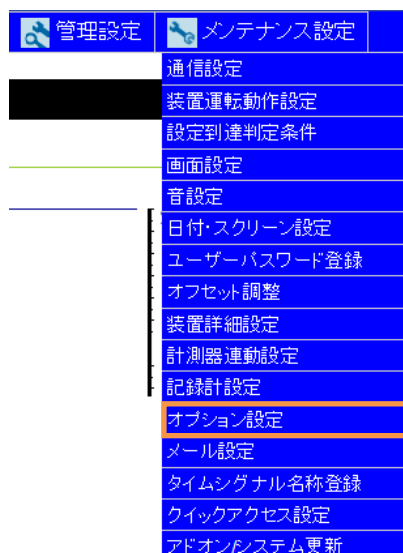 管理設定 メンテナンス設定
通信設定
装置運転動作設定
設定到達判定条件
画面設定
音設定
日付・スクリーン設定
ユーザーパスワード登録
オフセット調整
装置詳細設定
計測器連動設定
記録計設定
オプション設定
メール設定
タイムシグナル名称登録
クイックアクセス設定
アドオン/システム更新